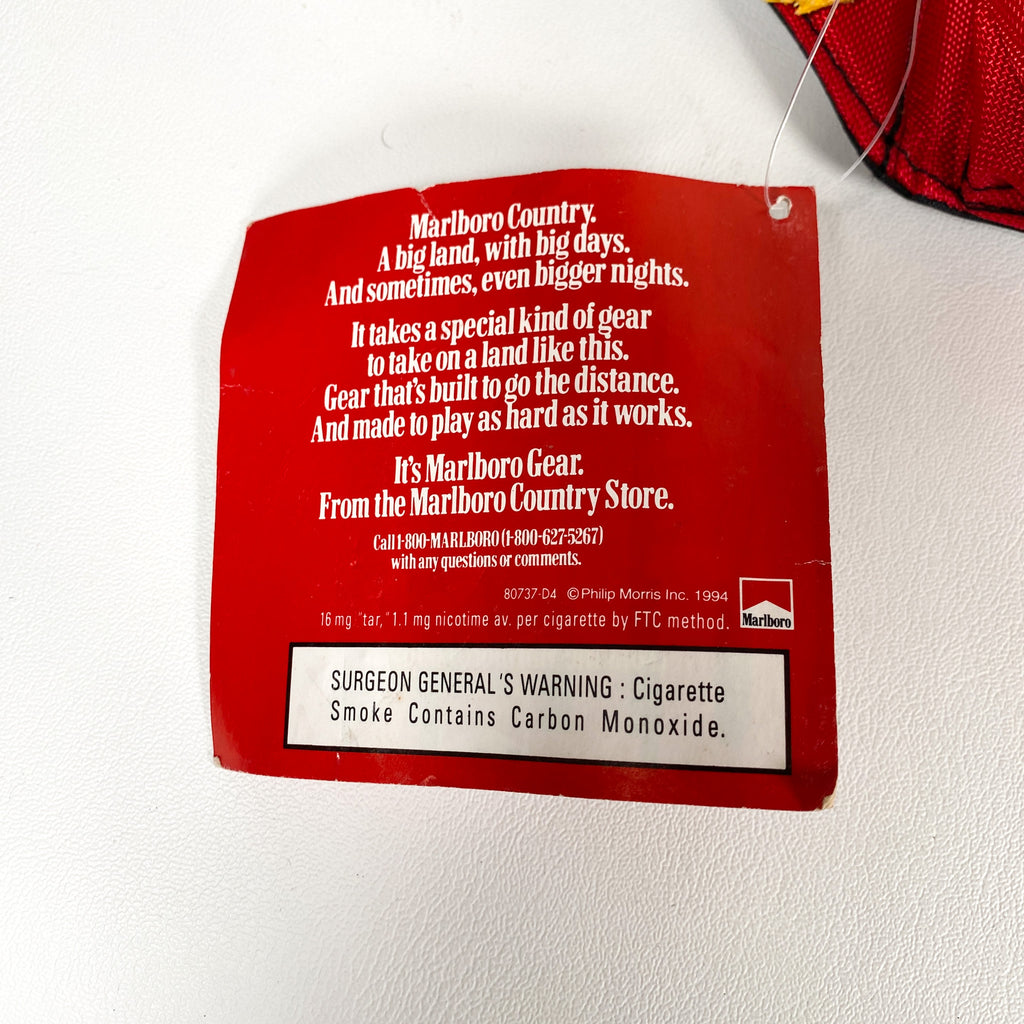 Marlboro Country.
A big land, with big days.
And sometimes, even bigger nights.
It takes a special kind of gear
to take on a land like this.
Gear that's built to go the distance.
And made to play as hard as it works.
It's Marlboro Gear.
From the Marlboro Country Store.
Call 1-800-MARLBORO (1-800-627-5267)
with any questions or comments.
80737-D4 ©Philip Morris Inc. 1994
16 mg "tar," 1.1 mg nicotime av. per cigarette by FTC method.
Marlboro
SURGEON GENERAL'S WARNING : Cigarette
Smoke Contains Carbon Monoxide.